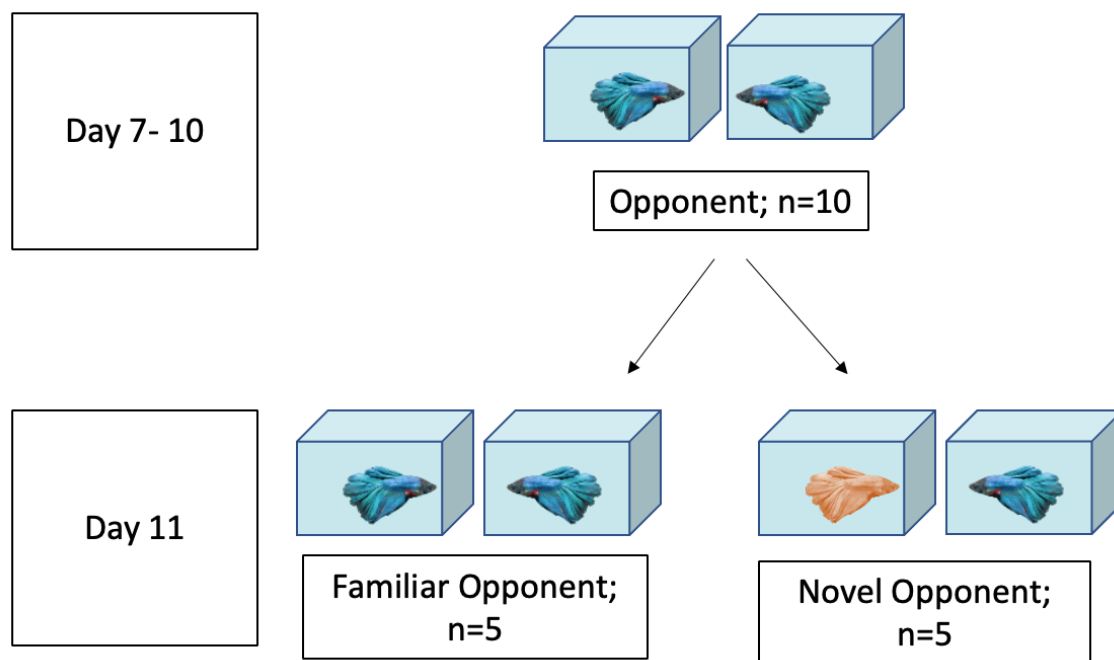 Day 7- 10
Opponent; n=10
Day 11
Familiar Opponent;
n=5
Novel Opponent;
n=5